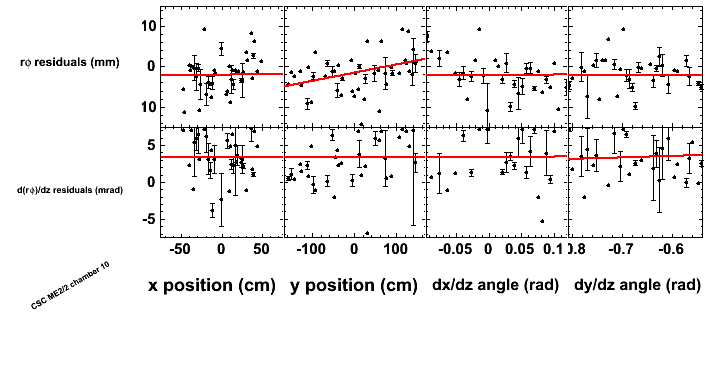 10
rϕ residuals (mm)
0
10
5
d(rϕ)/dz residuals (mrad)
0
-5
-50 0 50 -100 0 100 -0.05 0 0.05 0.1 0.8 -0.7 -0.6
x position (cm) y position (cm) dx/dz angle (rad) dy/dz angle (rad)
CSC ME2/2 chamber 10